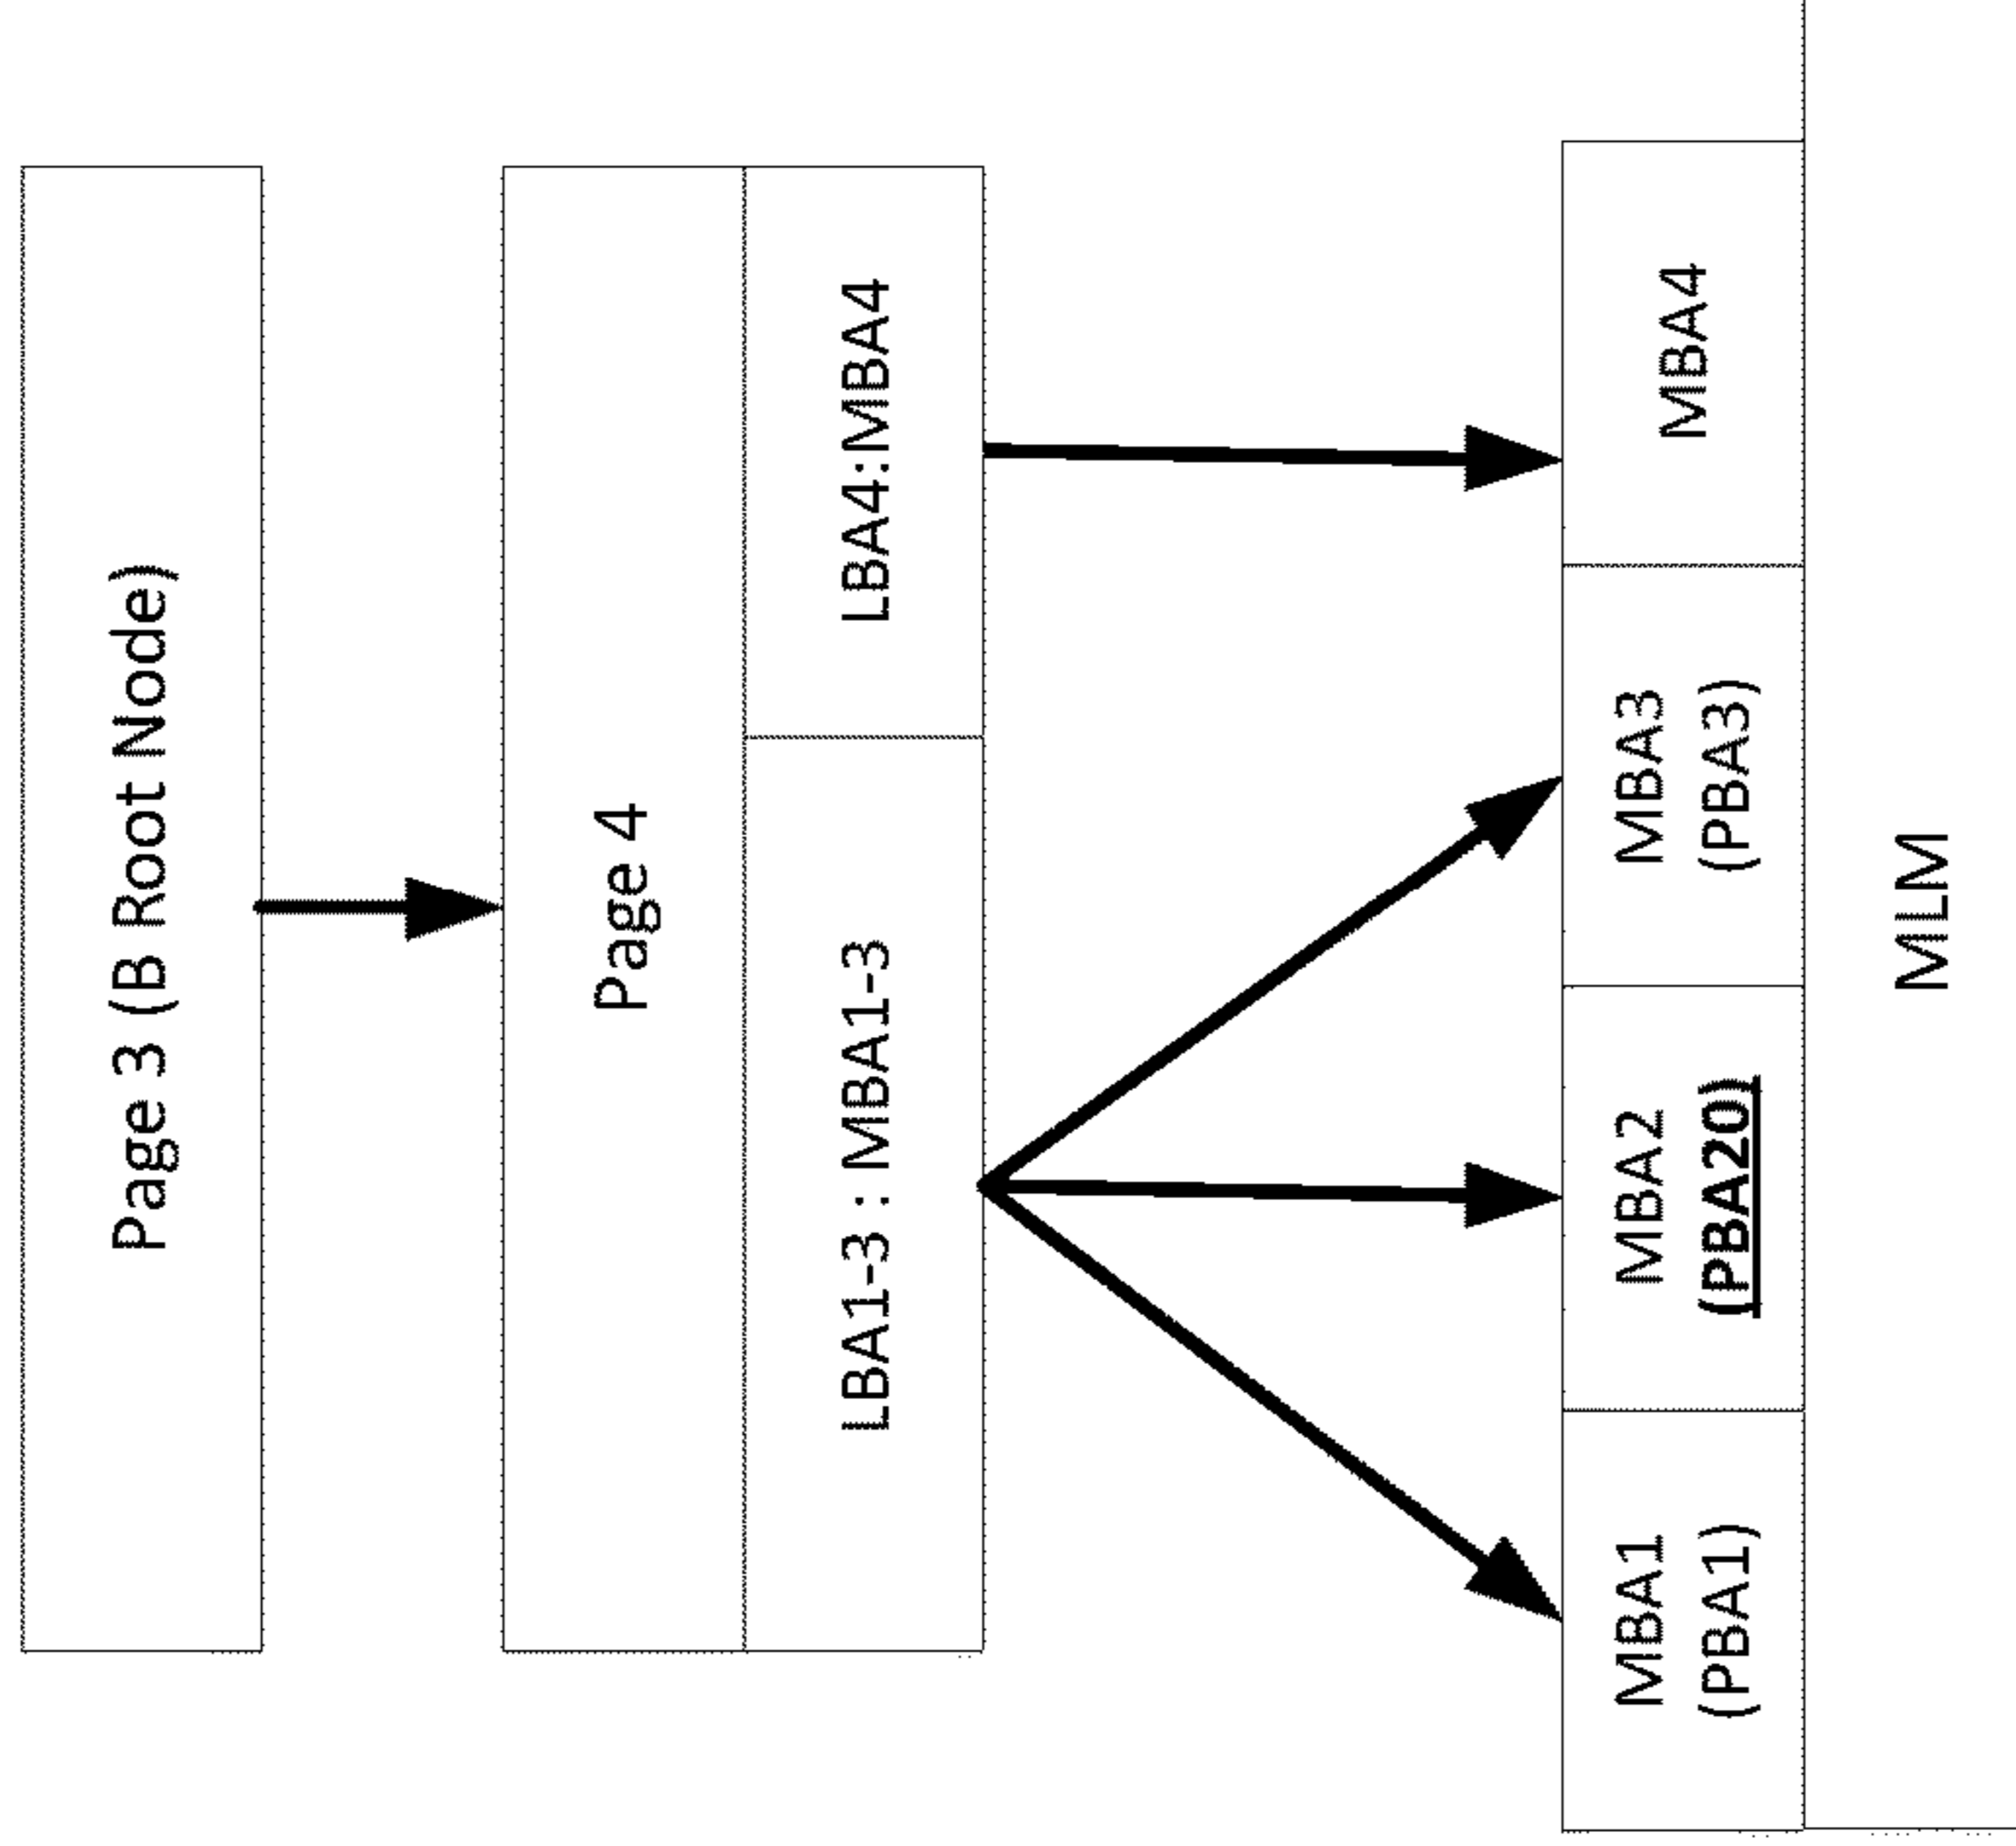 Page 3 (B Root Node)
Page 4
LBA1-3 : MBA1-3
LBA4:MBA4
MBA1
(PBA1)
MBA2
(PBA20)
MBA3
(PBA3)
MBA4
MLM